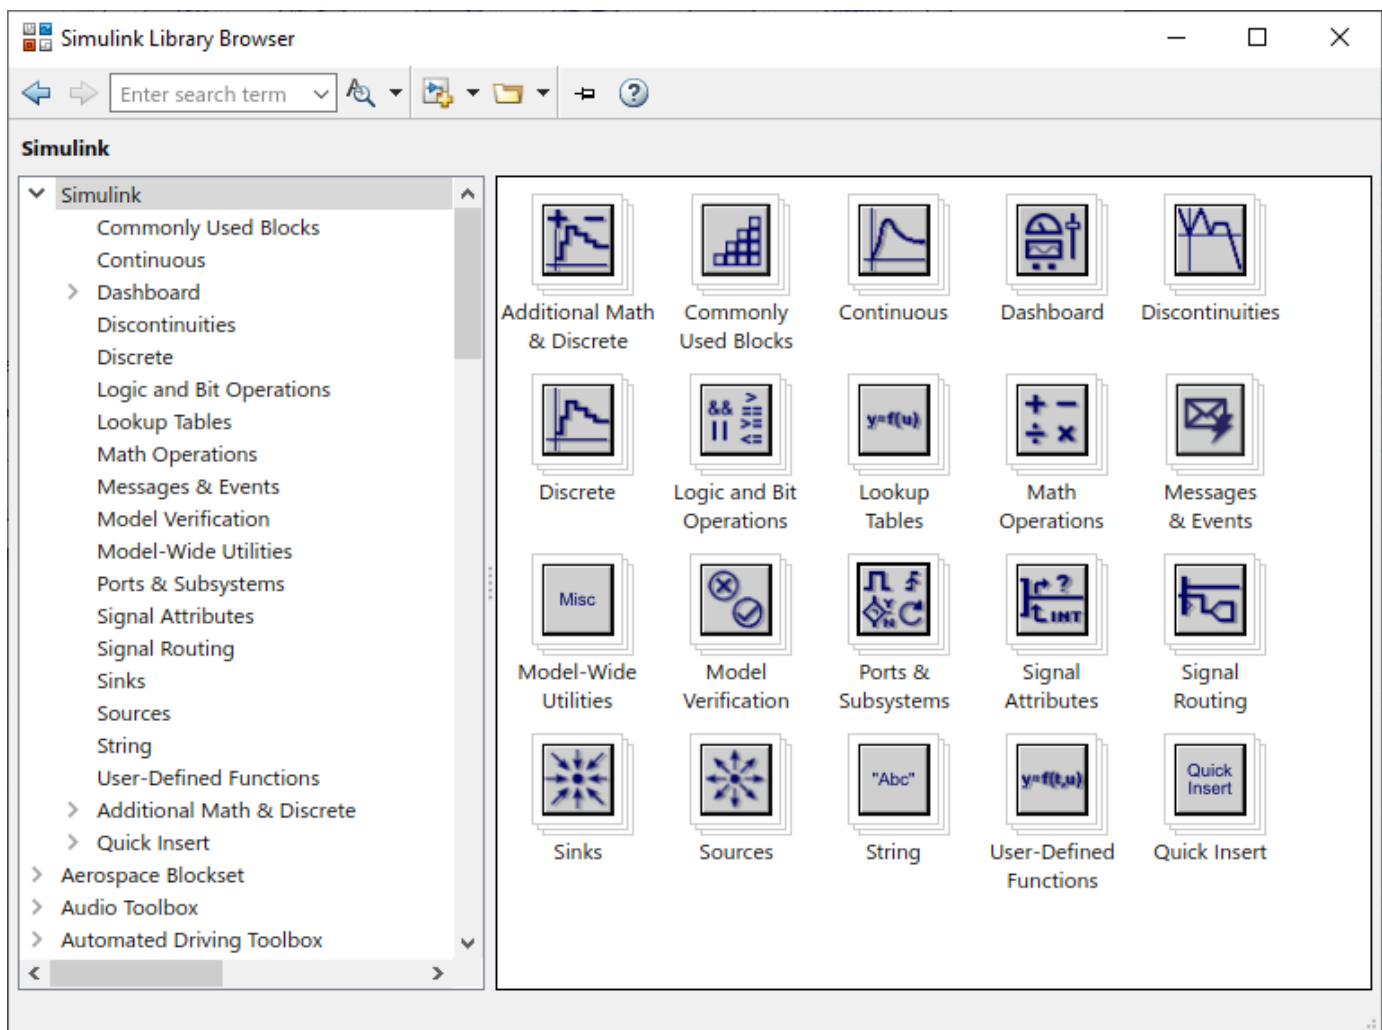 Simulink Library Browser
Enter search term
Simulink
Simulink
Commonly Used Blocks
Continuous
Dashboard
Discontinuities
Discrete
Logic and Bit Operations
Lookup Tables
Math Operations
Messages & Events
Model Verification
Model-Wide Utilities
Ports & Subsystems
Signal Attributes
Signal Routing
Sinks
Sources
String
User-Defined Functions
Additional Math & Discrete
Quick Insert
Aerospace Blockset
Audio Toolbox
Automated Driving Toolbox
Additional Math
& Discrete
Commonly
Used Blocks
Continuous
Dashboard
Discontinuities
&& > ==
|| >= <=
y=f(u)
+ −
÷ ×
Discrete
Logic and Bit
Operations
Lookup
Tables
Math
Operations
Messages
& Events
Misc
Y
N
?
t INT
Model-Wide
Utilities
Model
Verification
Ports &
Subsystems
Signal
Attributes
Signal
Routing
"Abc"
y=f(t,u)
Quick
Insert
Sinks
Sources
String
User-Defined
Functions
Quick Insert